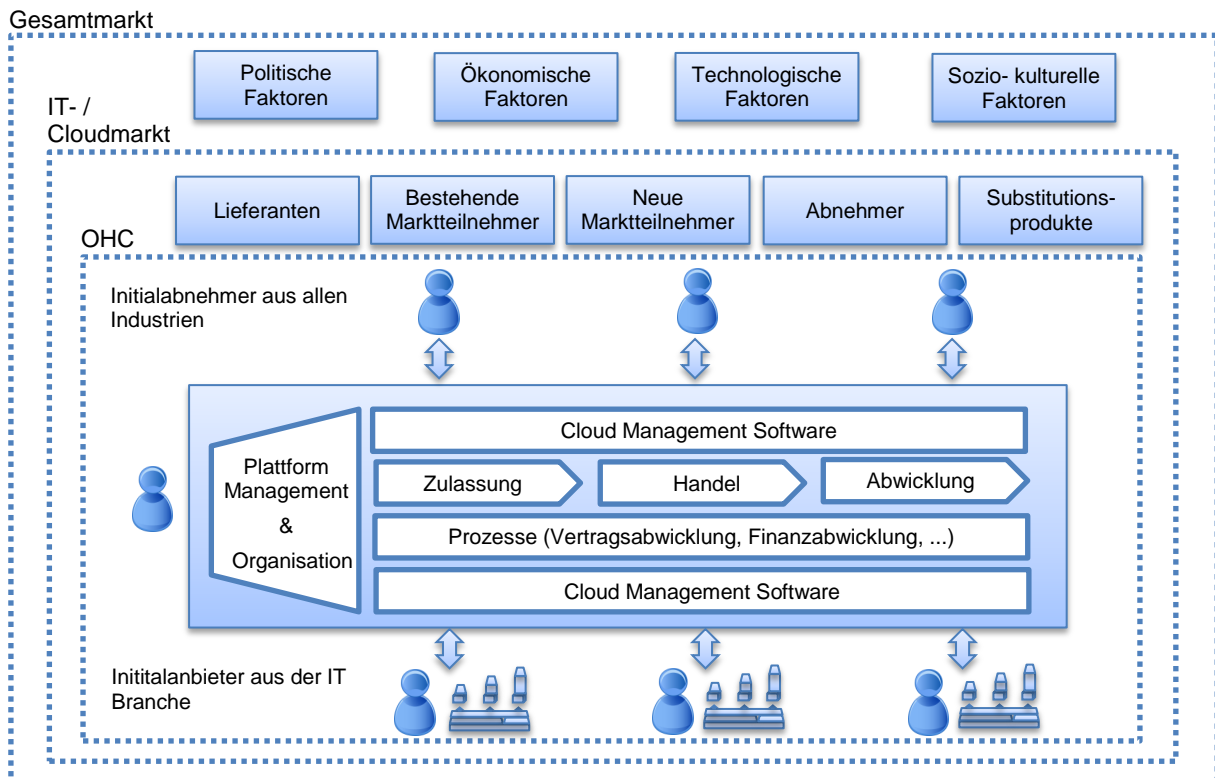 Gesamtmarkt
Politische
Faktoren
Ökonomische
Faktoren
Technologische
Faktoren
Sozio- kulturelle
Faktoren
IT- /
Cloudmarkt
Lieferanten
Bestehende
Marktteilnehmer
Neue
Marktteilnehmer
Abnehmer
Substitutions-
produkte
OHC
Initialabnehmer aus allen
Industrien
Plattform
Management
&
Organisation
Cloud Management Software
Zulassung
Handel
Abwicklung
Prozesse (Vertragsabwicklung, Finanzabwicklung, ...)
Cloud Management Software
Inititalanbieter aus der IT
Branche